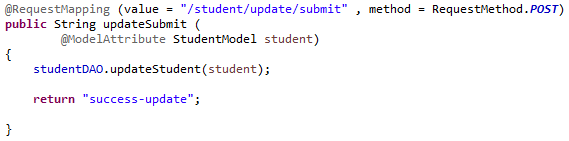 @RequestMapping (value = "/student/update/submit" , method = RequestMethod.POST)
public String updateSubmit (
@ModelAttribute StudentModel student)
{
studentDAO.updateStudent(student);
return "success-update";
}